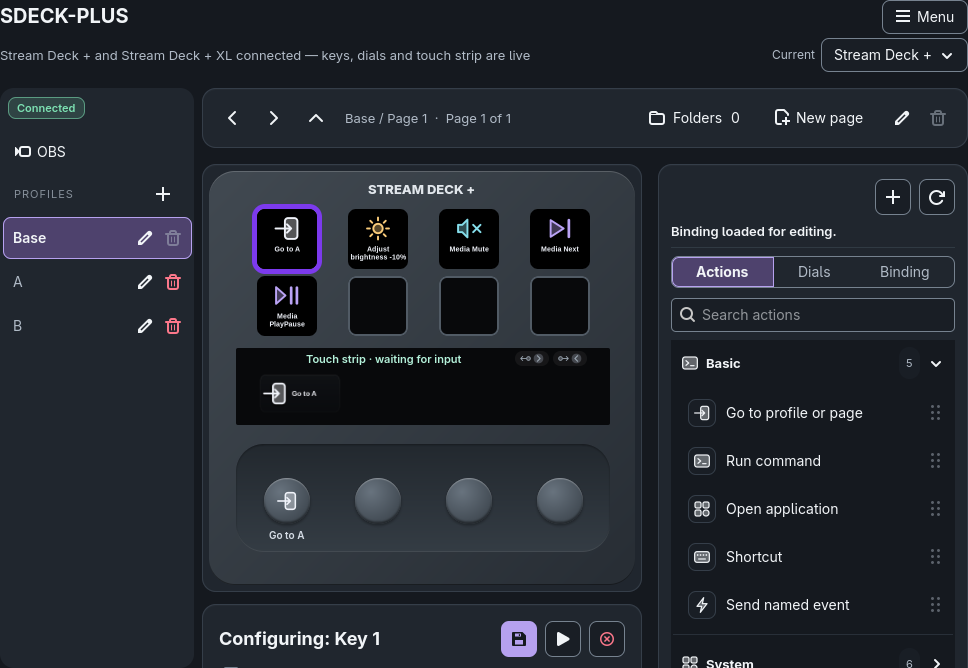 SDECK-PLUS
Menu
Stream Deck + and Stream Deck + XL connected — keys, dials and touch strip are live
Current
Stream Deck +
Connected
OBS
PROFILES
Base
A
B
Base / Page 1 · Page 1 of 1
Folders 0
New page
STREAM DECK +
Go to A
Adjust
brightness -10%
Media Mute
Media Next
Media
PlayPause
Touch strip · waiting for input
Go to A
Go to A
Configuring: Key 1
Binding loaded for editing.
Actions
Dials
Binding
Search actions
Basic
5
Go to profile or page
Run command
Open application
Shortcut
Send named event
System
6